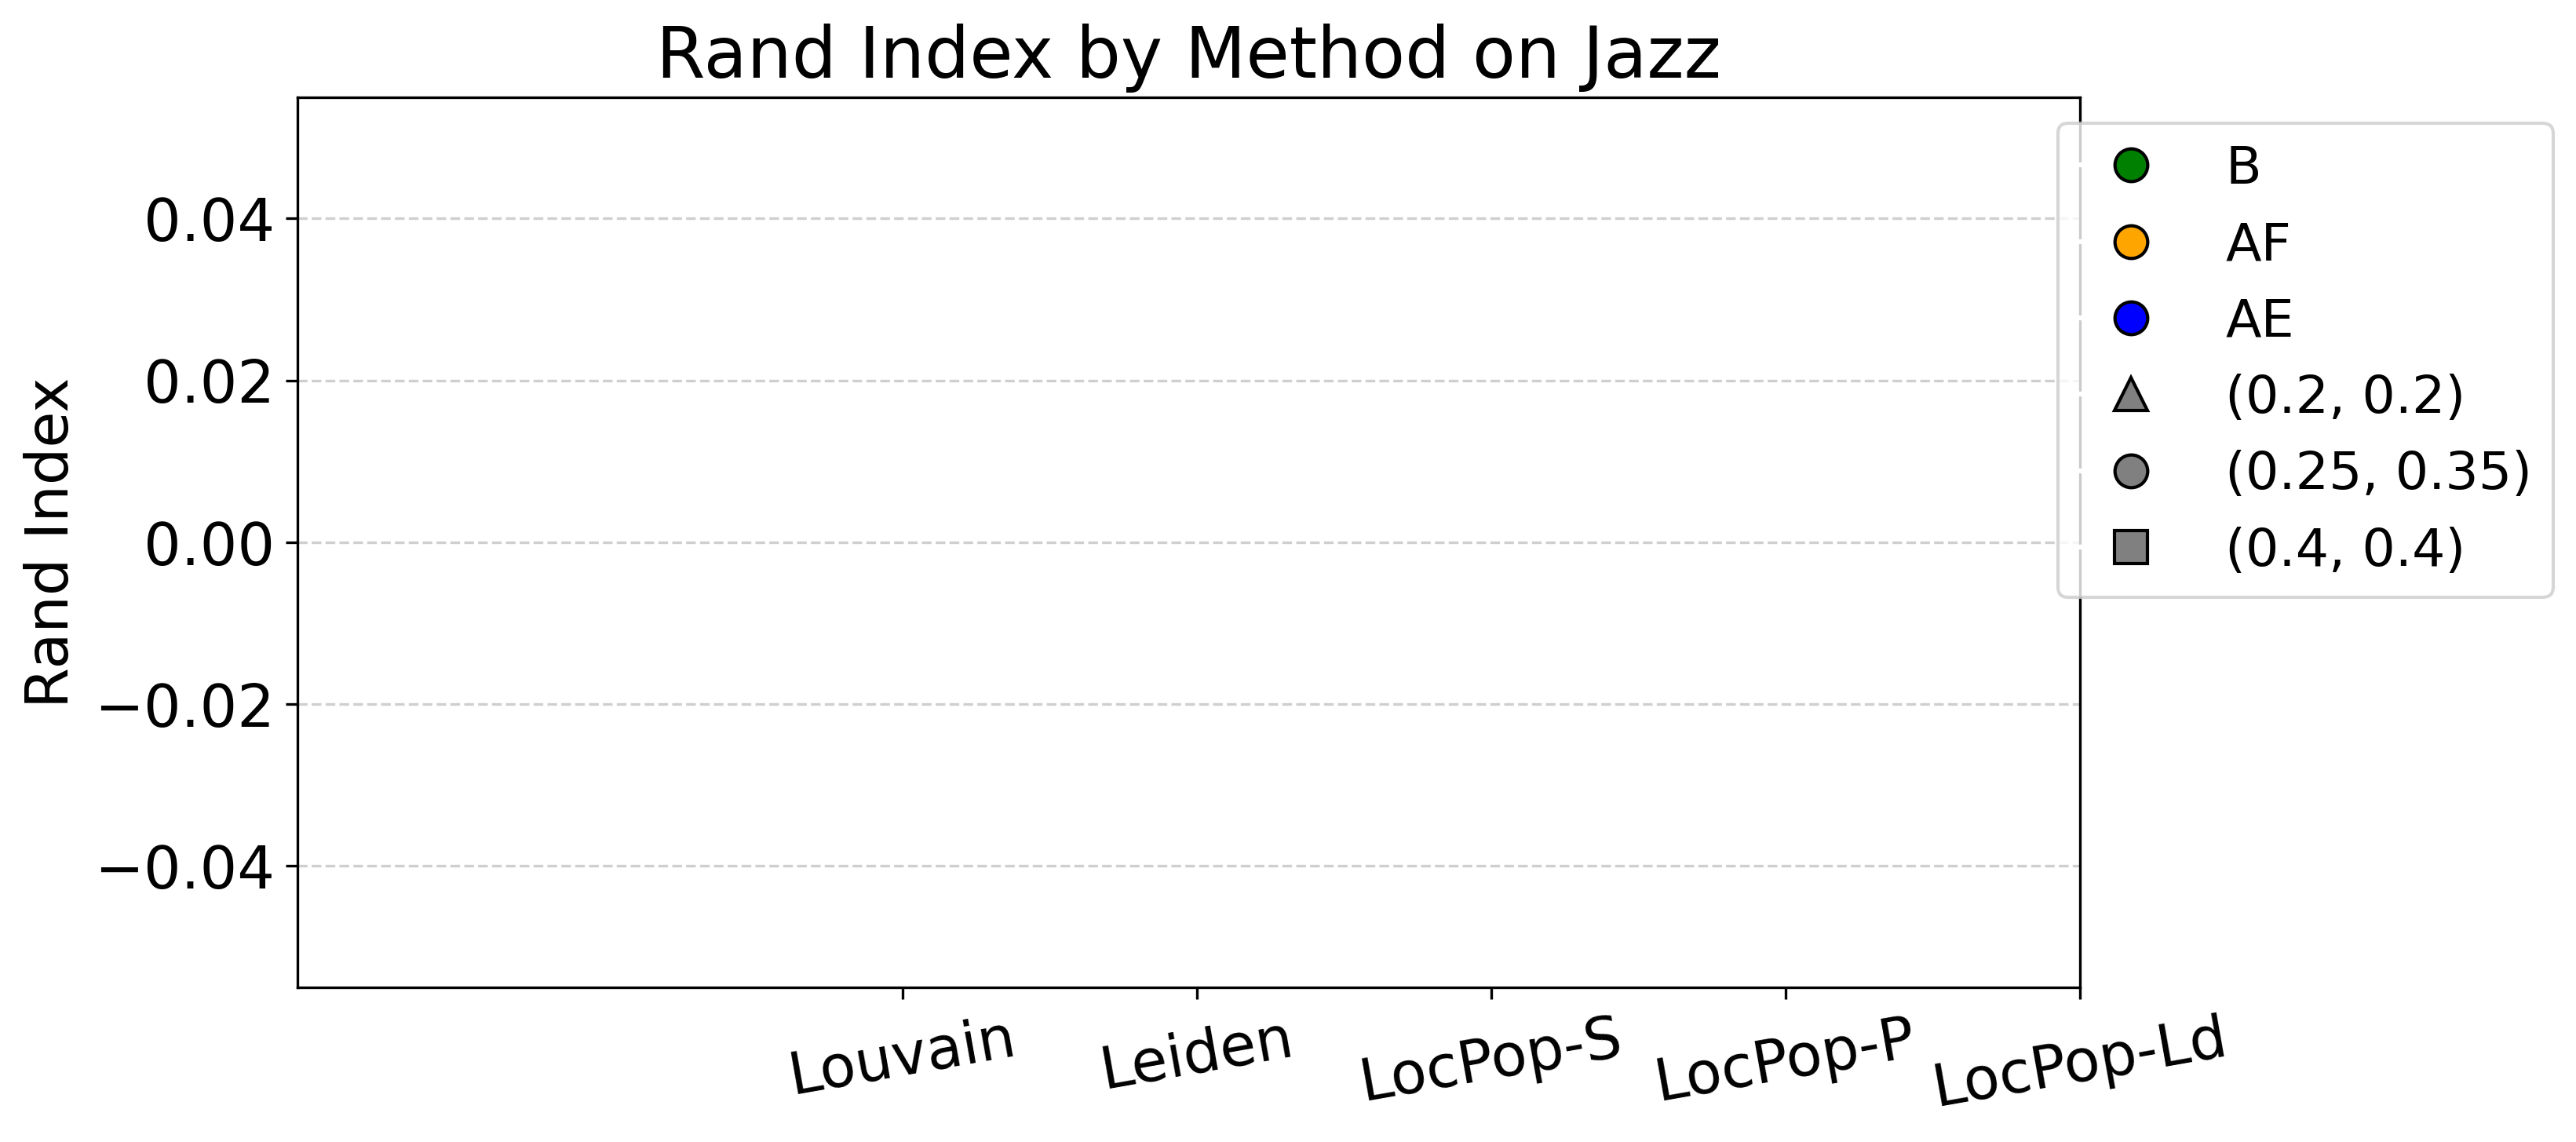 Rand Index by Method on Jazz
Rand Index
0.04
0.02
0.00
−0.02
−0.04
Louvain
Leiden
LocPop-S
LocPop-P
LocPop-Ld
B
AF
AE
(0.2, 0.2)
(0.25, 0.35)
(0.4, 0.4)